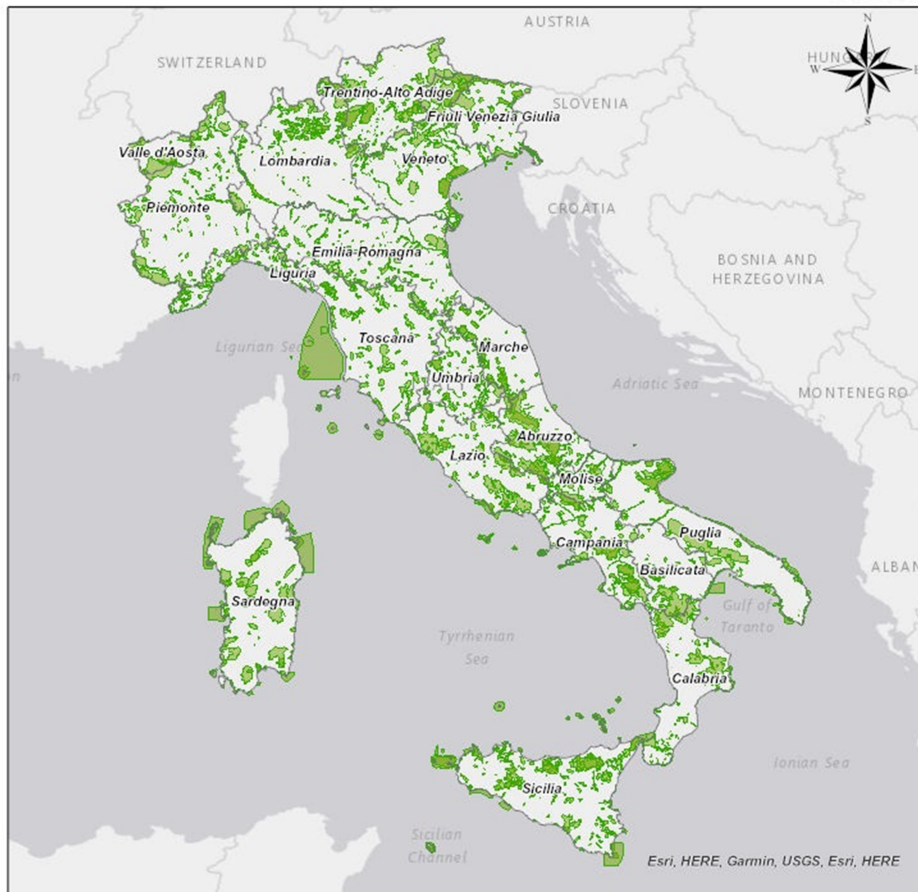 AUSTRIA
N
SWITZERLAND
HUNGARY
W
E
S
Trentino-Alto Adige
SLOVENIA
Friuli Venezia Giulia
Valle d'Aosta
Lombardia
Veneto
Piemonte
CROATIA
Emilia-Romagna
BOSNIA AND
HERZEGOVINA
Liguria
Ligurian Sea
Toscana
Marche
Umbria
Adriatic Sea
MONTENEGRO
Abruzzo
Lazio
Molise
Puglia
Campania
Basilicata
ALBAN
Sardegna
Gulf of
Taranto
Tyrrhenian
Sea
Calabria
Ionian Sea
Sicilia
Sicilian
Channel
Esri, HERE, Garmin, USGS, Esri, HERE